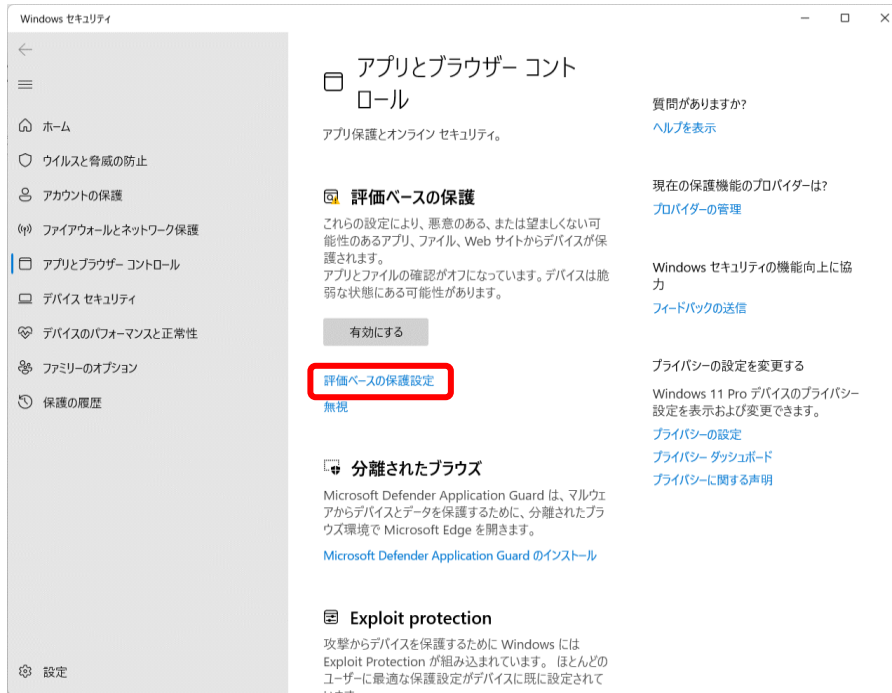 Windows セキュリティ
ホーム
ウイルスと脅威の防止
アカウントの保護
ファイアウォールとネットワーク保護
アプリとブラウザー コントロール
デバイス セキュリティ
デバイスのパフォーマンスと正常性
ファミリーのオプション
保護の履歴
設定
アプリとブラウザー コント
ロール
アプリ保護とオンライン セキュリティ。
評価ベースの保護
これらの設定により、悪意のある、または望ましくない可
能性のあるアプリ、ファイル、Web サイトからデバイスが保
護されます。
アプリとファイルの確認がオフになっています。デバイスは脆
弱な状態にある可能性があります。
有効にする
評価ベースの保護設定
無視
分離されたブラウズ
Microsoft Defender Application Guard は、マルウェ
アからデバイスとデータを保護するために、分離されたブラ
ウズ環境で Microsoft Edge を開きます。
Microsoft Defender Application Guard のインストール
Exploit protection
攻撃からデバイスを保護するために Windows には
Exploit Protection が組み込まれています。 ほとんどの
ユーザーに最適な保護設定がデバイスに既に設定されて
質問がありますか?
ヘルプを表示
現在の保護機能のプロバイダーは?
プロバイダーの管理
Windows セキュリティの機能向上に協
力
フィードバックの送信
プライバシーの設定を変更する
Windows 11 Pro デバイスのプライバシー
設定を表示および変更できます。
プライバシーの設定
プライバシー ダッシュボード
プライバシーに関する声明